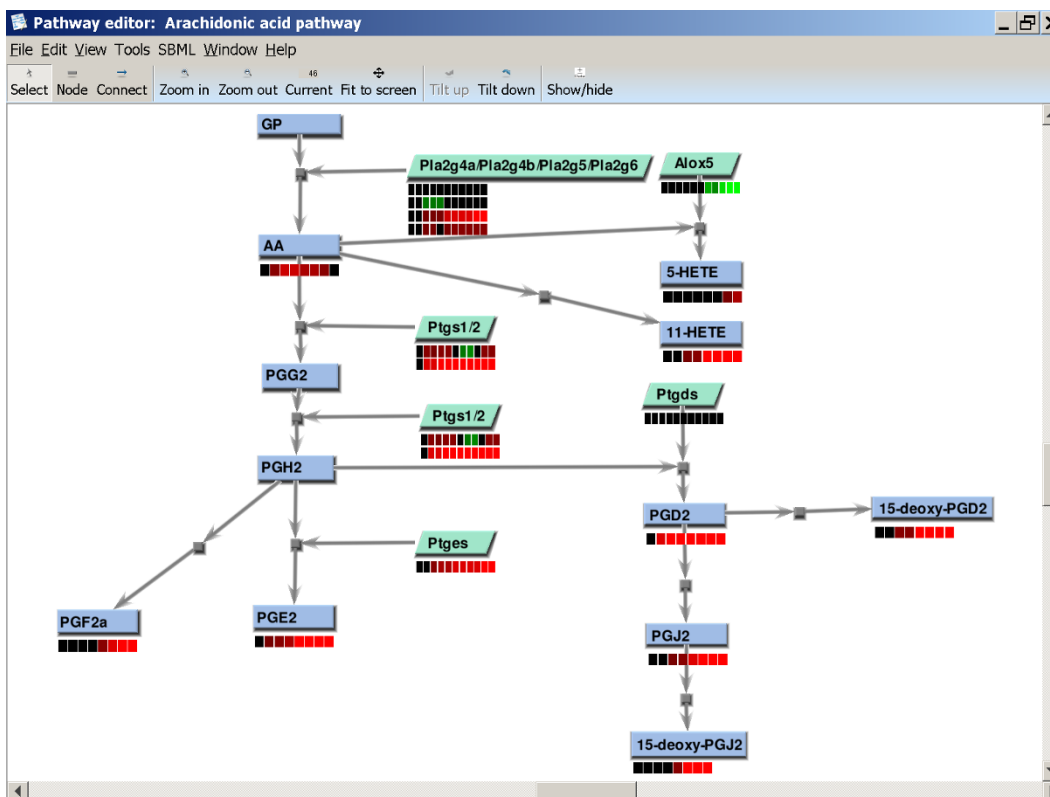 Pathway editor: Arachidonic acid pathway
File Edit View Tools SBML Window Help
46
Select Node Connect Zoom in Zoom out Current Fit to screen Tilt up Tilt down Show/hide
GP
Pla2g4a/Pla2g4b/Pla2g5/Pla2g6
Alox5
AA
5-HETE
11-HETE
Ptgs1/2
PGG2
Ptgds
Ptgs1/2
PGH2
PGD2
15-deoxy-PGD2
Ptges
PGF2a
PGE2
PGJ2
15-deoxy-PGJ2